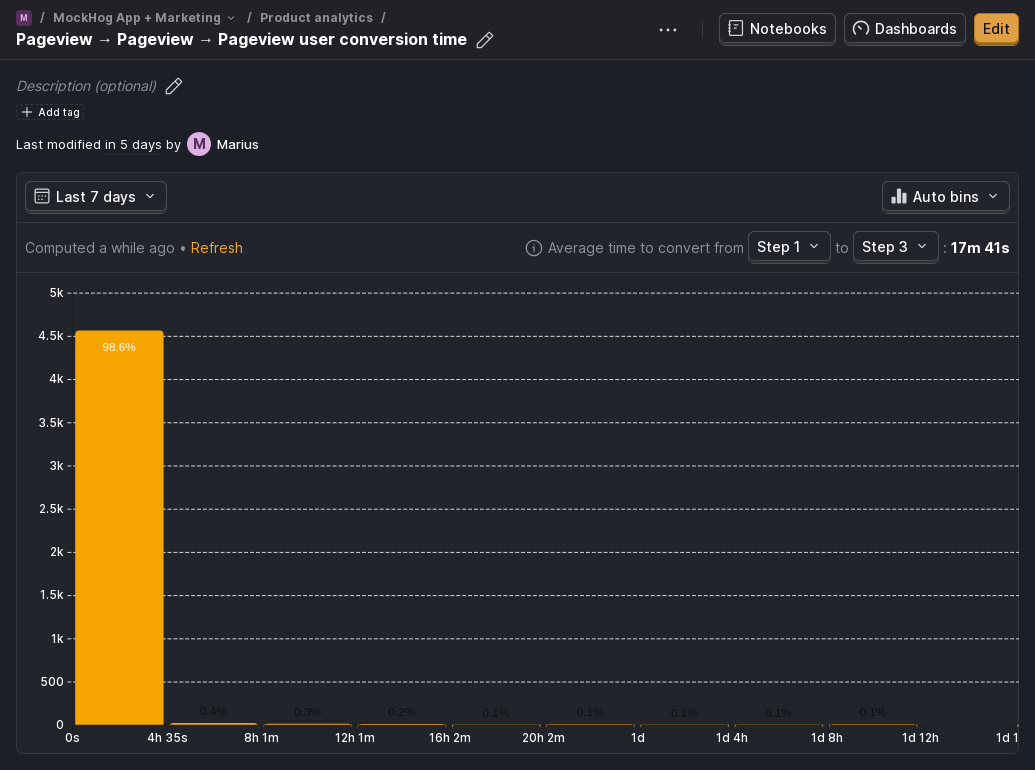 M / MockHog App + Marketing / Product analytics /
Pageview → Pageview → Pageview user conversion time
Notebooks Dashboards Edit
Description (optional)
Add tag
Last modified in 5 days by M Marius
Last 7 days Auto bins
Computed a while ago • Refresh Average time to convert from Step 1 to Step 3 : 17m 41s
5k
4.5k
98.6%
4k
3.5k
3k
2.5k
2k
1.5k
1k
500
0.4% 0.3% 0.2% 0.1% 0.1% 0.1% 0.1% 0.1%
0
0s 4h 35s 8h 1m 12h 1m 16h 2m 20h 2m 1d 1d 4h 1d 8h 1d 12h 1d 1